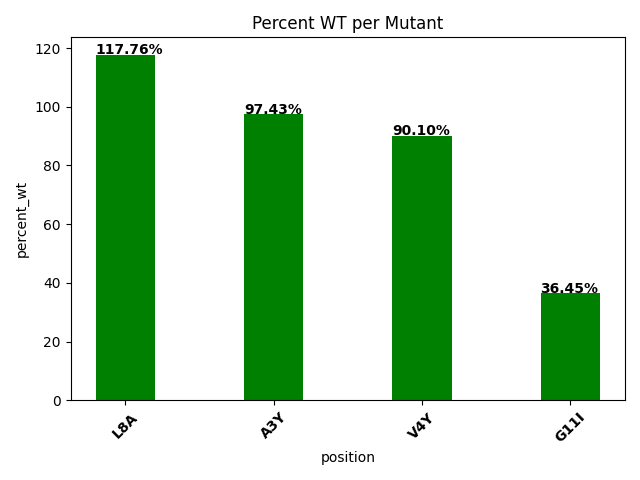 Percent WT per Mutant
percent_wt
120
100
80
60
40
20
0
117.76%
97.43%
90.10%
36.45%
L8A
A3Y
V4Y
G11I
position